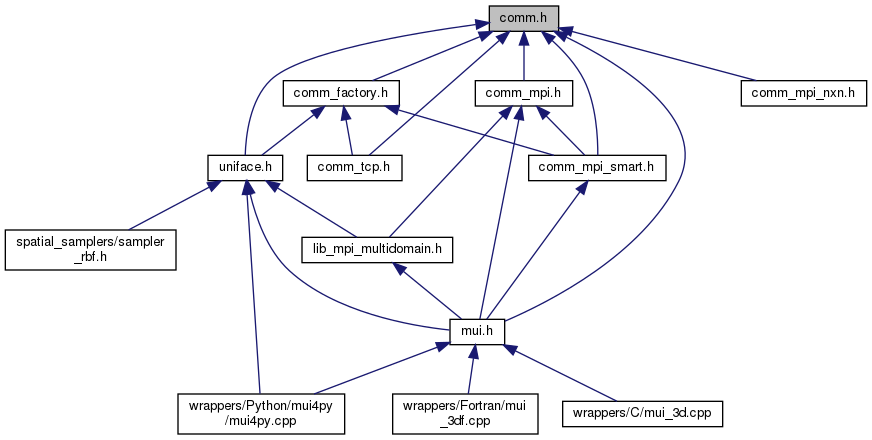 comm.h
comm_factory.h
comm_mpi.h
comm_mpi_nxn.h
uniface.h
comm_tcp.h
comm_mpi_smart.h
spatial_samplers/sampler
_rbf.h
lib_mpi_multidomain.h
mui.h
wrappers/Python/mui4py
/mui4py.cpp
wrappers/Fortran/mui
_3df.cpp
wrappers/C/mui_3d.cpp